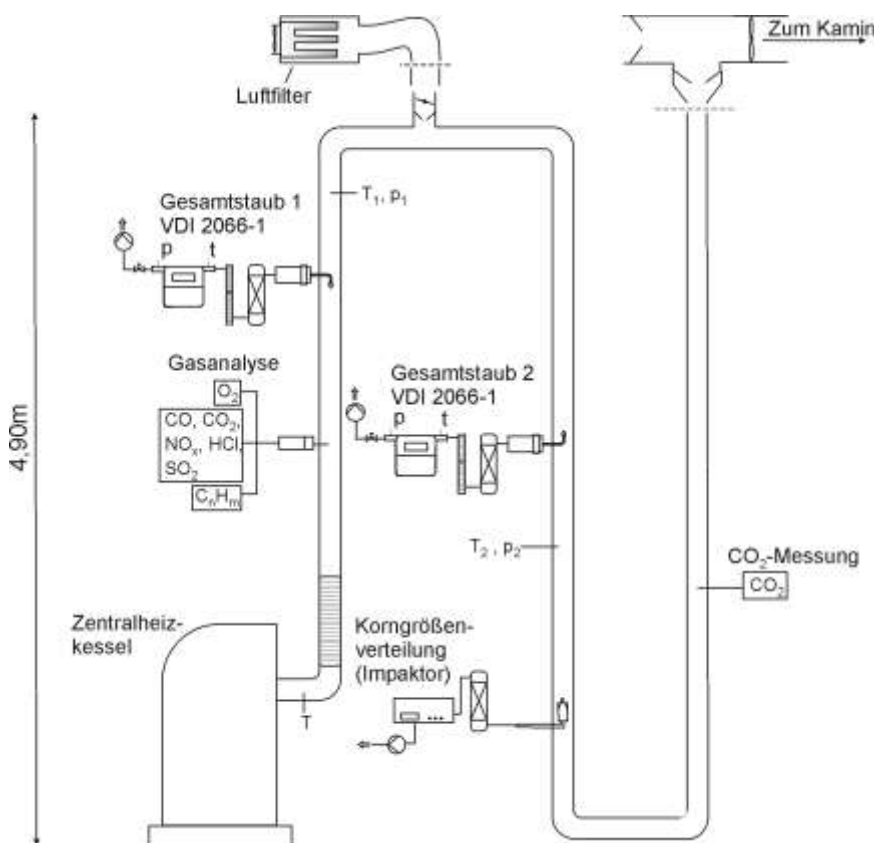 Zum Kamin
Luftfilter
Gesamtstaub 1
VDI 2066-1
p t
T₁, p₁
Gasanalyse
O₂
CO, CO₂,
NOₓ, HCl,
SO₂
CₙHₘ
Gesamtstaub 2
VDI 2066-1
p t
4,90m
T₂, p₂
CO₂-Messung
CO₂
Zentralheiz-
kessel
Korngrößen-
verteilung
(Impaktor)
T